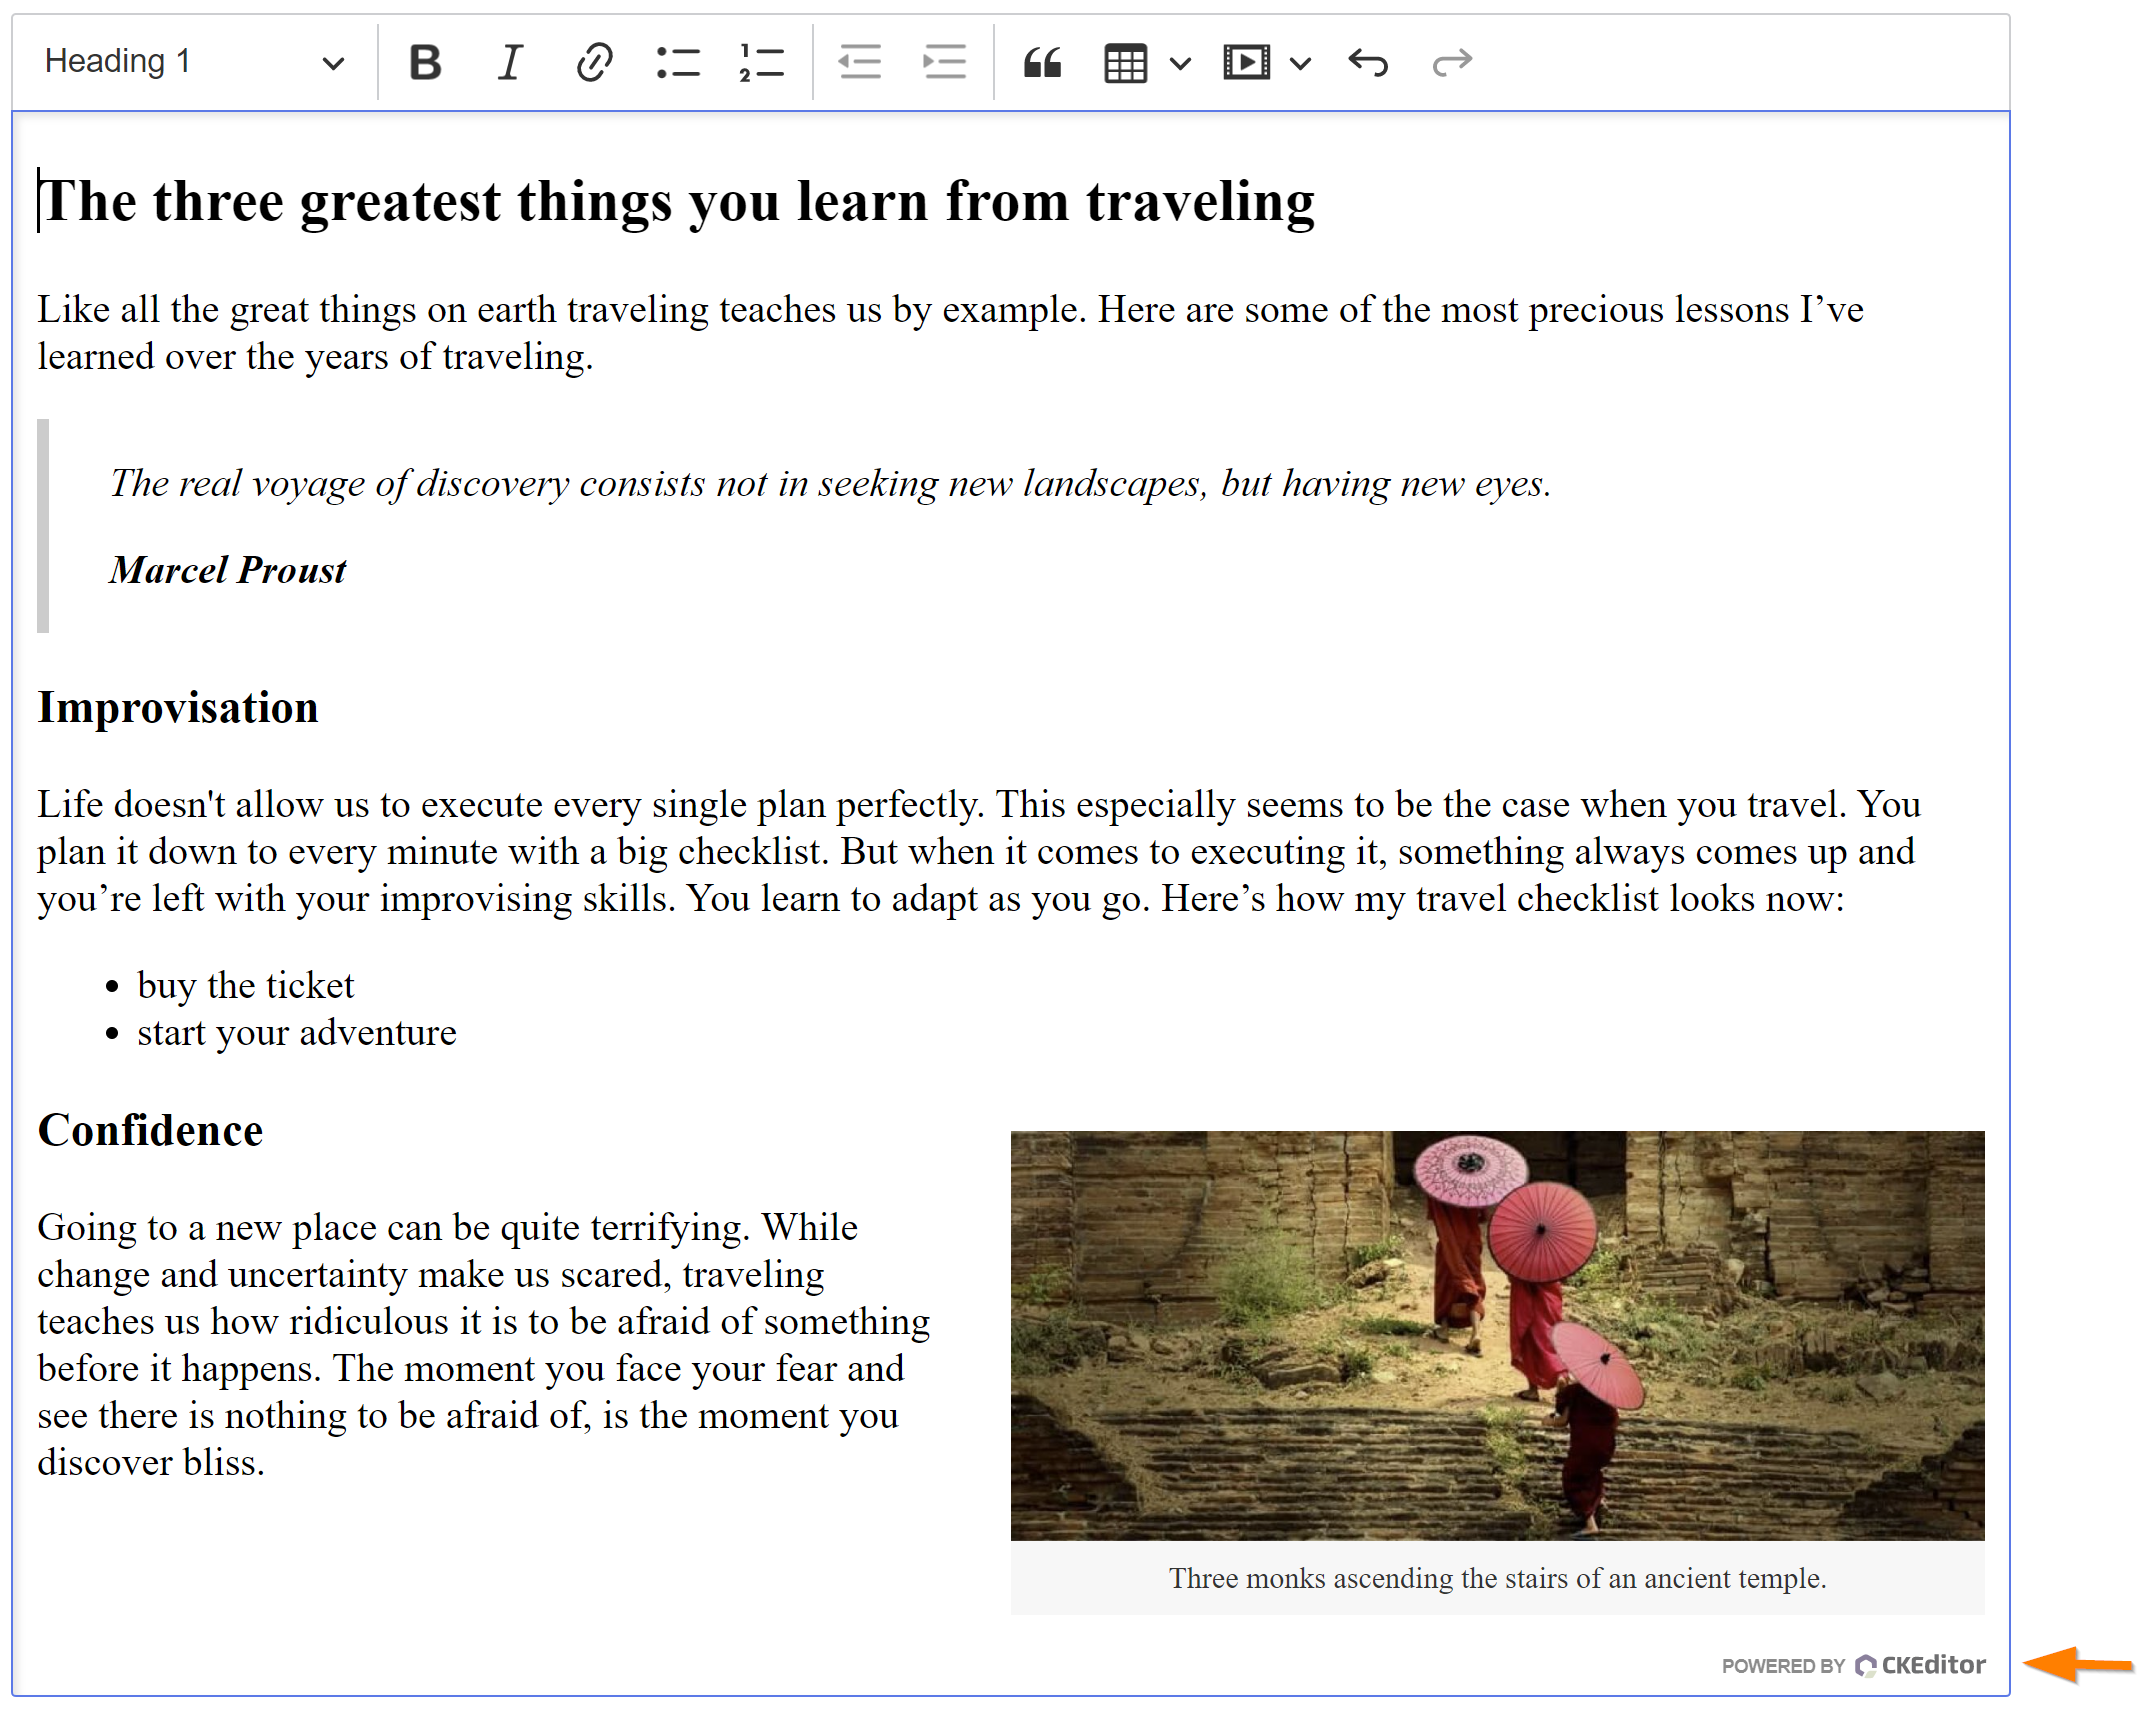 Heading 1
The three greatest things you learn from traveling
Like all the great things on earth traveling teaches us by example. Here are some of the most precious lessons I’ve
learned over the years of traveling.
The real voyage of discovery consists not in seeking new landscapes, but having new eyes.
Marcel Proust
Improvisation
Life doesn't allow us to execute every single plan perfectly. This especially seems to be the case when you travel. You
plan it down to every minute with a big checklist. But when it comes to executing it, something always comes up and
you’re left with your improvising skills. You learn to adapt as you go. Here’s how my travel checklist looks now:
• buy the ticket
• start your adventure
Confidence
Going to a new place can be quite terrifying. While
change and uncertainty make us scared, traveling
teaches us how ridiculous it is to be afraid of something
before it happens. The moment you face your fear and
see there is nothing to be afraid of, is the moment you
discover bliss.
Three monks ascending the stairs of an ancient temple.
POWERED BY CKEditor